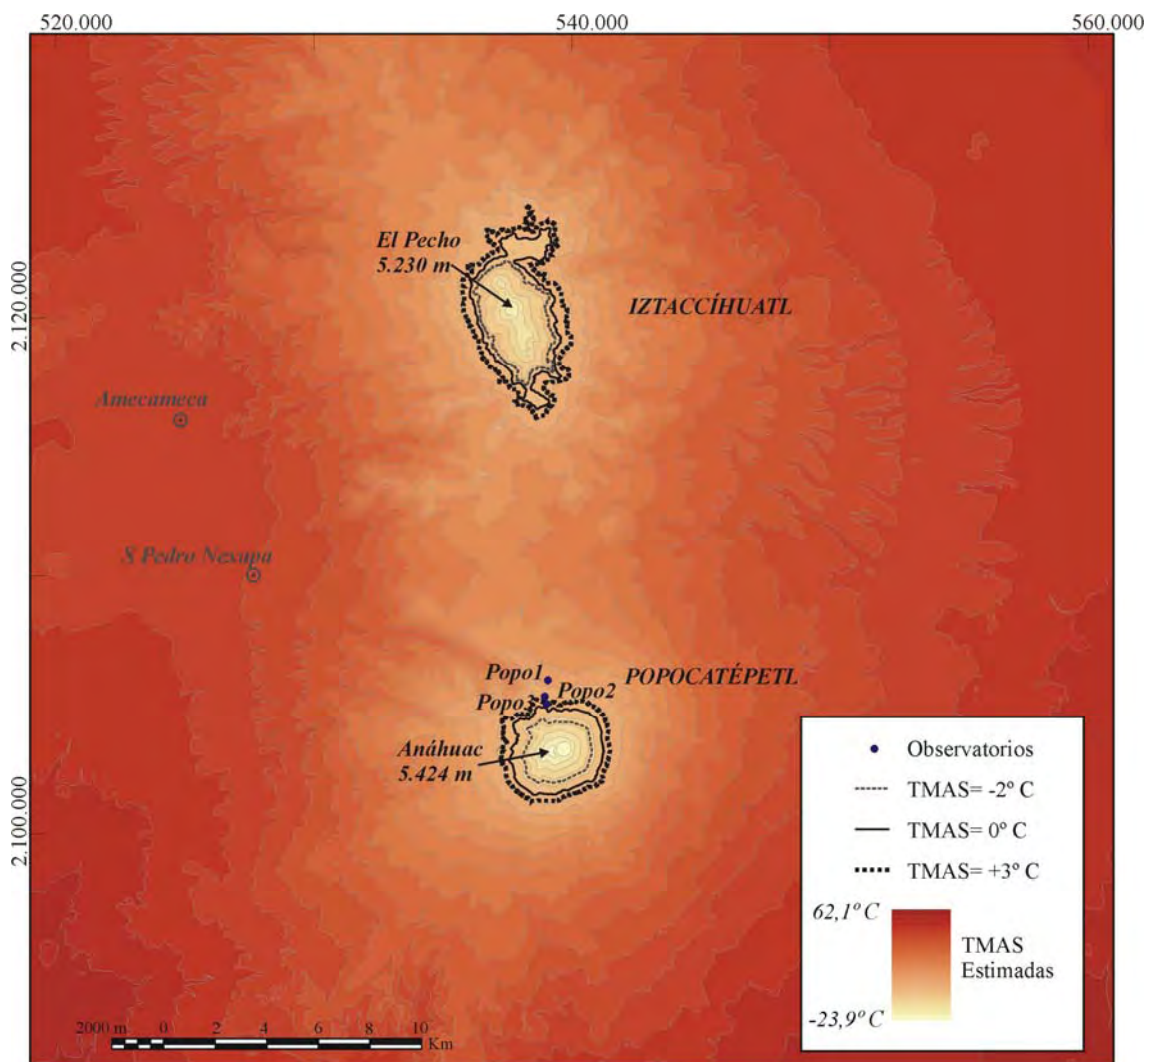 520.000
540.000
560.000
El Pecho
5.230 m
IZTACCÍHUATL
2.120.000
Amecameca
S Pedro Nexapa
Popo1
POPOCATÉPETL
Popo2
Popo3
Anáhuac
5.424 m
2.100.000
Observatorios
TMAS= -2º C
TMAS= 0º C
TMAS= +3º C
62,1º C
TMAS
Estimadas
-23,9º C
2000 m 0 2 4 6 8 10
Km